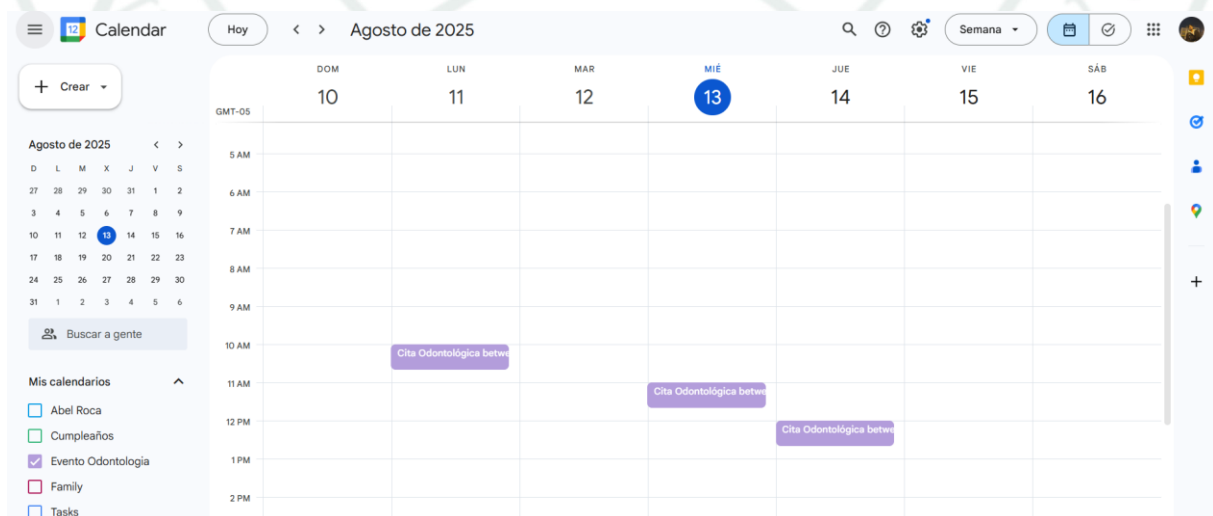 12 Calendar Hoy Agosto de 2025 Semana
Crear
DOM LUN MAR MIÉ JUE VIE SÁB
10 11 12 13 14 15 16
GMT-05
Agosto de 2025
D L M X J V S
27 28 29 30 31 1 2
3 4 5 6 7 8 9
10 11 12 13 14 15 16
17 18 19 20 21 22 23
24 25 26 27 28 29 30
31 1 2 3 4 5 6
Buscar a gente
Mis calendarios
Abel Roca
Cumpleaños
Evento Odontologia
Family
Tasks
5 AM
6 AM
7 AM
8 AM
9 AM
10 AM
Cita Odontológica betwe
11 AM
Cita Odontológica betwe
12 PM
Cita Odontológica betwe
1 PM
2 PM